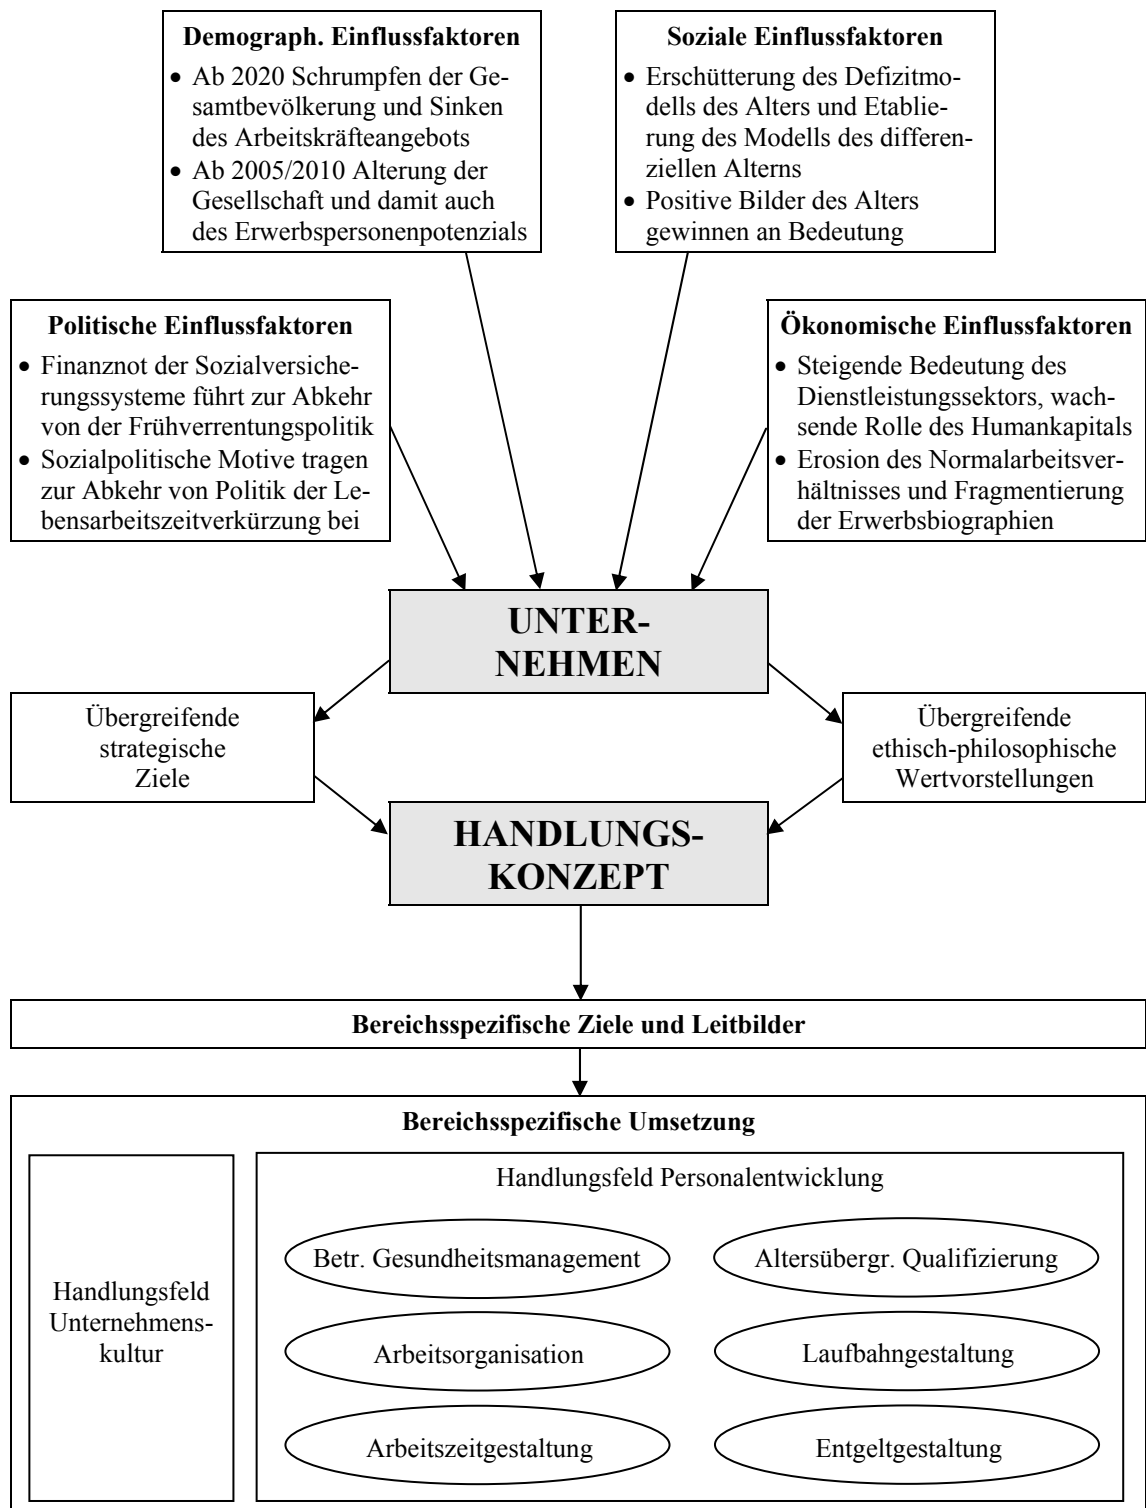 Demograph. Einflussfaktoren
• Ab 2020 Schrumpfen der Ge-
samtbevölkerung und Sinken
des Arbeitskräfteangebots
• Ab 2005/2010 Alterung der
Gesellschaft und damit auch
des Erwerbspersonenpotenzials
Soziale Einflussfaktoren
• Erschütterung des Defizitmo-
dells des Alters und Etablie-
rung des Modells des differen-
ziellen Alterns
• Positive Bilder des Alters
gewinnen an Bedeutung
Politische Einflussfaktoren
• Finanznot der Sozialversiche-
rungssysteme führt zur Abkehr
von der Frühverrentungspolitik
• Sozialpolitische Motive tragen
zur Abkehr von Politik der Le-
bensarbeitszeitverkürzung bei
Ökonomische Einflussfaktoren
• Steigende Bedeutung des
Dienstleistungssektors, wach-
sende Rolle des Humankapitals
• Erosion des Normalarbeitsver-
hältnisses und Fragmentierung
der Erwerbsbiographien
UNTER-
NEHMEN
Übergreifende
strategische
Ziele
Übergreifende
ethisch-philosophische
Wertvorstellungen
HANDLUNGS-
KONZEPT
Bereichsspezifische Ziele und Leitbilder
Bereichsspezifische Umsetzung
Handlungsfeld
Unternehmens-
kultur
Handlungsfeld Personalentwicklung
Betr. Gesundheitsmanagement
Altersübergr. Qualifizierung
Arbeitsorganisation
Laufbahngestaltung
Arbeitszeitgestaltung
Entgeltgestaltung